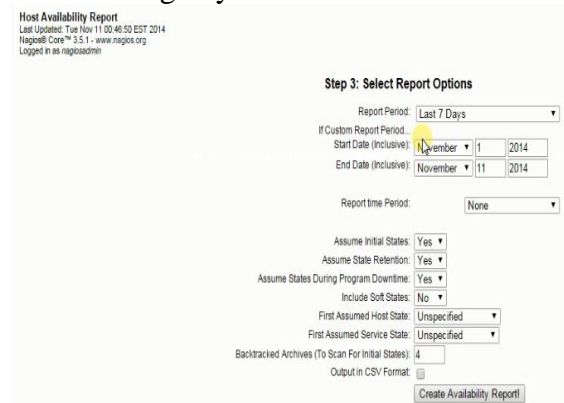 Host Availability Report
Last Updated: Tue Nov 11 00:46:50 EST 2014
Nagios® Core™ 3.5.1 - www.nagios.org
Logged in as nagiosadmin
Step 3: Select Report Options
Report Period: Last 7 Days
If Custom Report Period...
Start Date (Inclusive): November 1 2014
End Date (Inclusive): November 11 2014
Report time Period: None
Assume Initial States: Yes
Assume State Retention: Yes
Assume States During Program Downtime: Yes
Include Soft States: No
First Assumed Host State: Unspecified
First Assumed Service State: Unspecified
Backtracked Archives (To Scan For Initial States): 4
Output in CSV Format:
Create Availability Report!